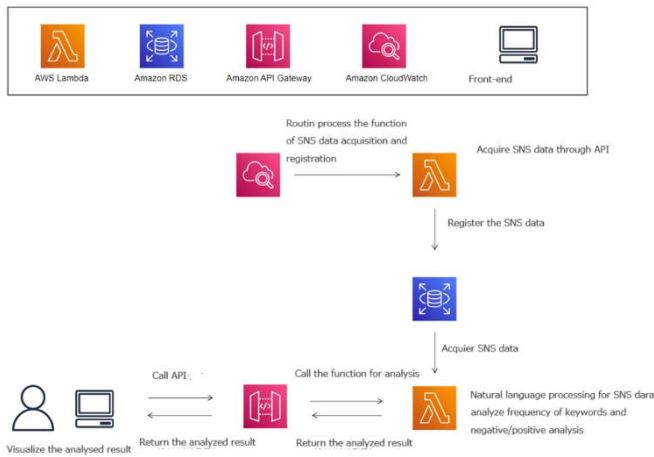 AWS Lambda
Amazon RDS
Amazon API Gateway
Amazon CloudWatch
Front-end
Routin process the function
of SNS data acquisition and
registration
Acquire SNS data through API
Register the SNS data
Acquier SNS data
Call API
Call the function for analysis
Natural language processing for SNS dara
analyze frequency of keywords and
negative/positive analysis
Return the analyzed result
Return the analyzed result
Visualize the analysed result